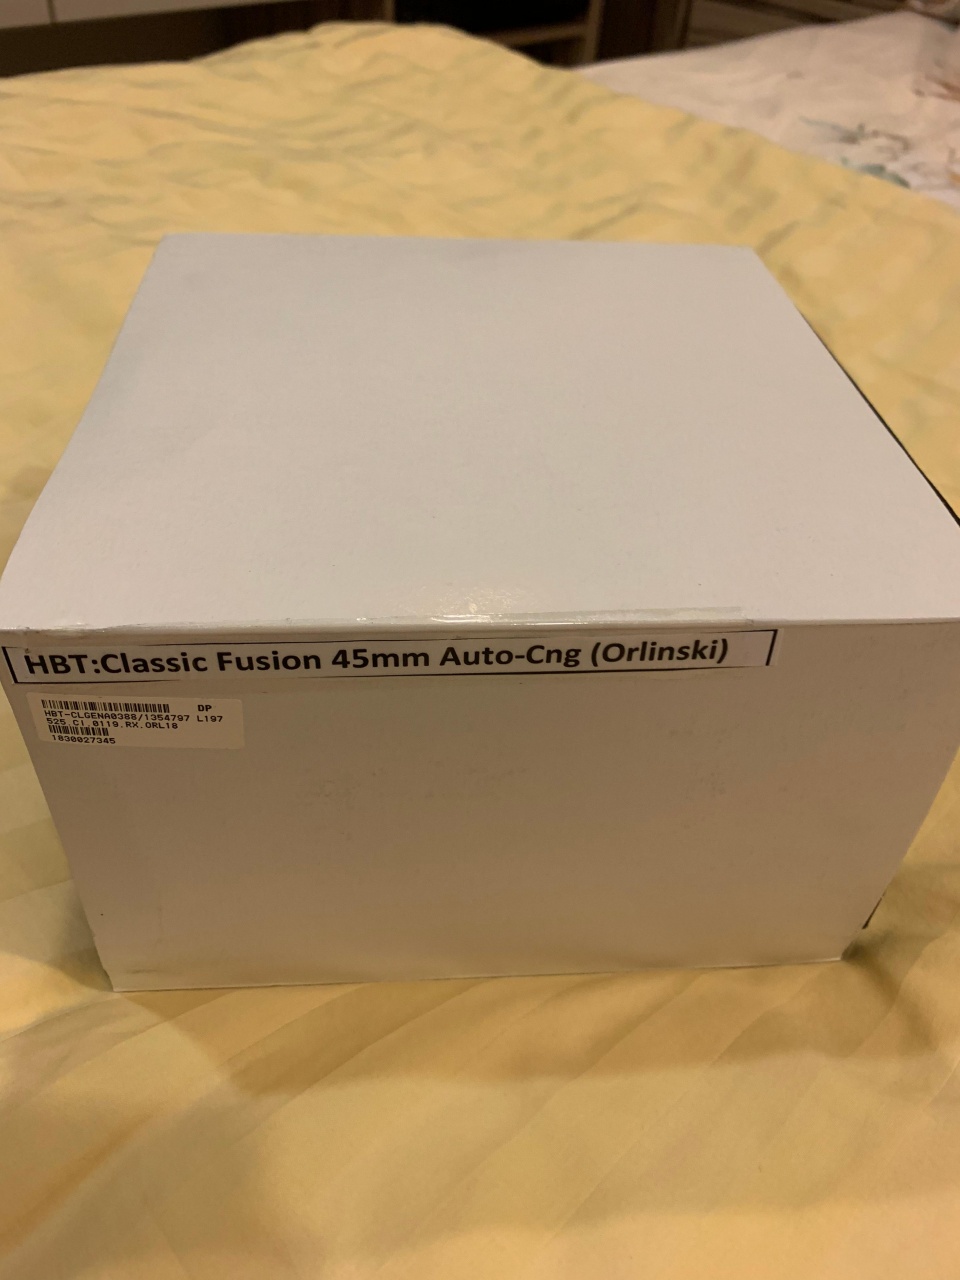 HBT:Classic Fusion 45mm Auto-Cng (Orlinski)
DP
HBT-CLGENA0388/1354797 L197
525.CI.0119.RX.ORL18
1830027345